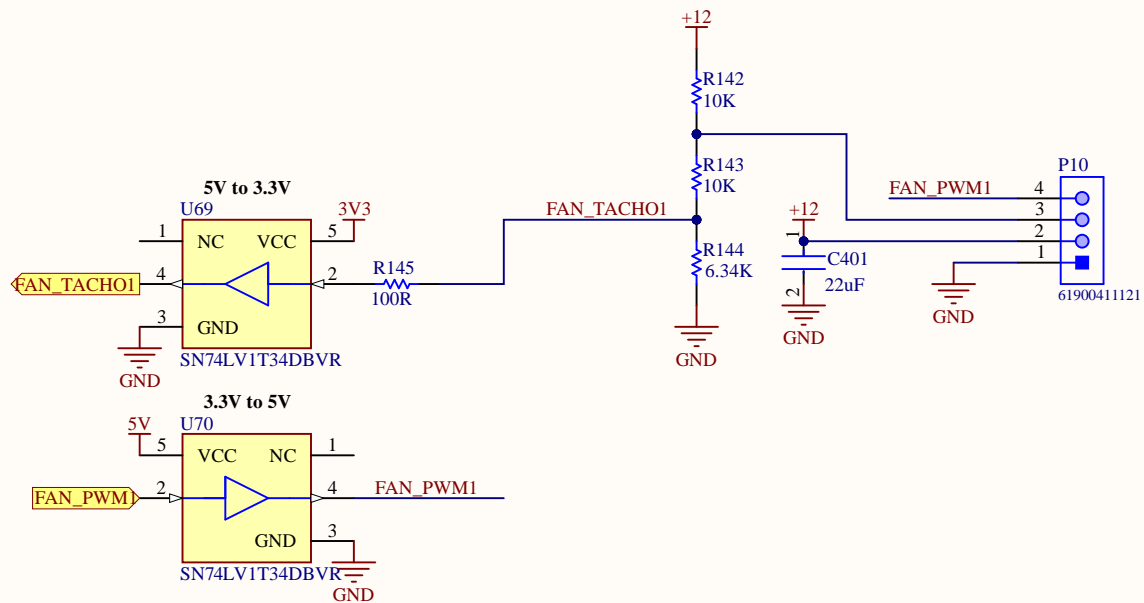 +12
R142
10K
R143
10K
P10
5V to 3.3V
U69
3V3
FAN_TACHO1
FAN_PWM1
4
3
2
1
+12
1
1
NC
VCC
5
R144
6.34K
C401
22uF
2
FAN_TACHO1
4
2
R145
100R
61900411121
3
GND
GND
GND
GND
SN74LV1T34DBVR
GND
3.3V to 5V
U70
5V
5
VCC
NC
1
FAN_PWM1
2
4
FAN_PWM1
GND
3
SN74LV1T34DBVR
GND